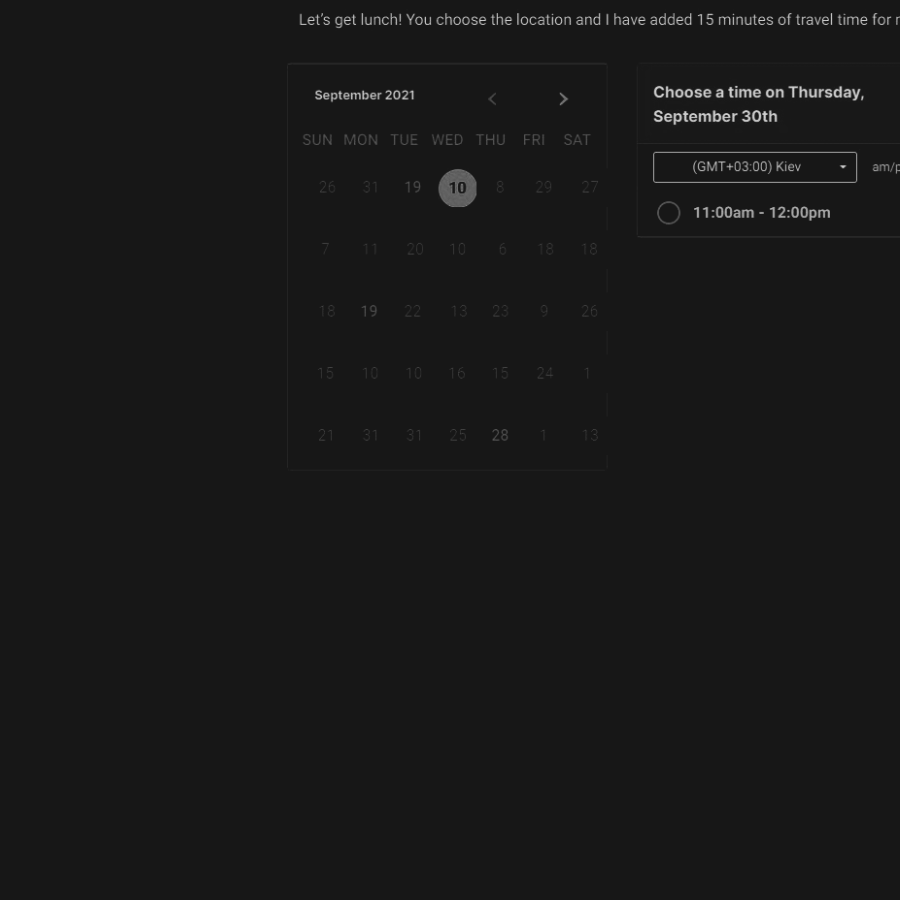 Let's get lunch! You choose the location and I have added 15 minutes of travel time for
September 2021
SUN MON TUE WED THU FRI SAT
26 31 19 10 8 29 27
7 11 20 10 6 18 18
18 19 22 13 23 9 26
15 10 10 16 15 24 1
21 31 31 25 28 1 13
Choose a time on Thursday,
September 30th
(GMT+03:00) Kiev
am/p
11:00am - 12:00pm